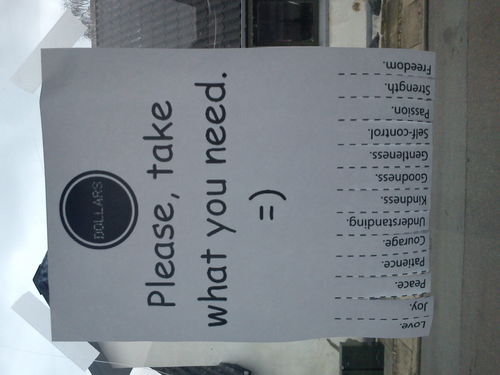 DOLLARS
Please, take
what you need.
=)
Love.
Joy.
Peace.
Patience.
Courage.
Understanding.
Kindness.
Goodness.
Gentleness.
Self-control.
Passion.
Strength.
Freedom.